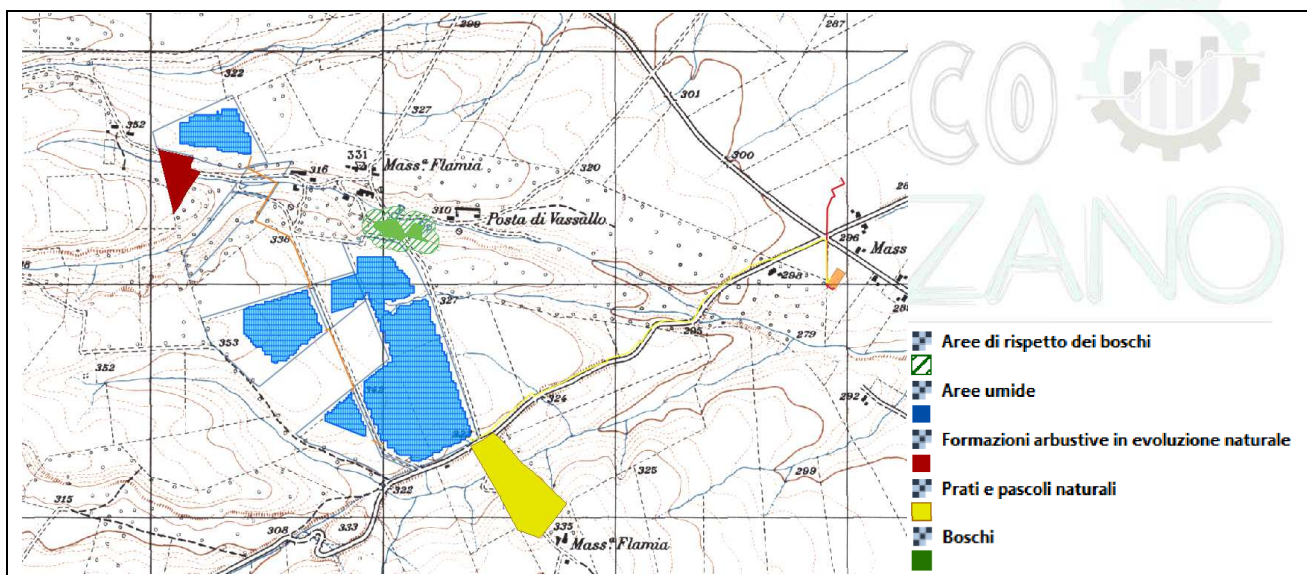 299
287
322
301
327
352
300
331
316
Mass.ª Flamia
320
310
Posta di Vassallo
336
296
Mass
298
327
295
279
353
352
292
324
325
299
322
315
308
333
335
Mass.ª Flamia
CO
ZANO
Aree di rispetto dei boschi
Aree umide
Formazioni arbustive in evoluzione naturale
Prati e pascoli naturali
Boschi